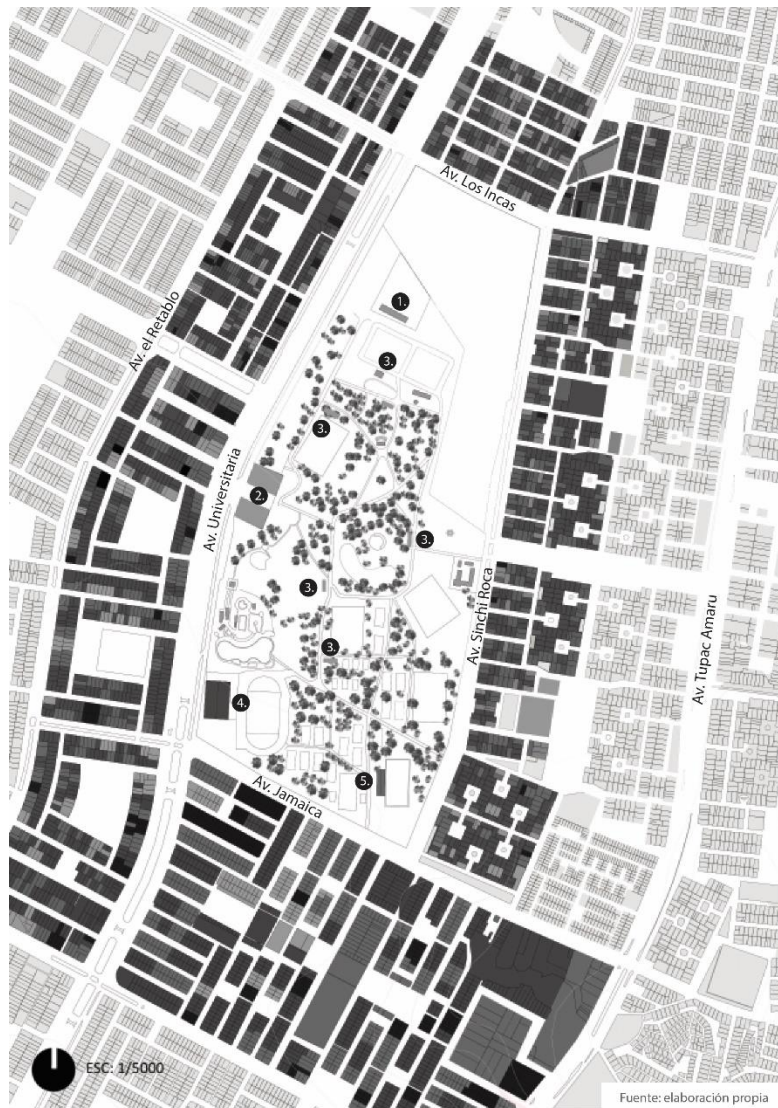 Av. Los Incas
1.
Av. el Retablo
3.
3.
Av. Universitaria
2.
3.
3.
Av. Sinchi Roca
Av. Tupac Amaru
3.
4.
5.
Av. Jamaica
ESC: 1/5000
Fuente: elaboración propia